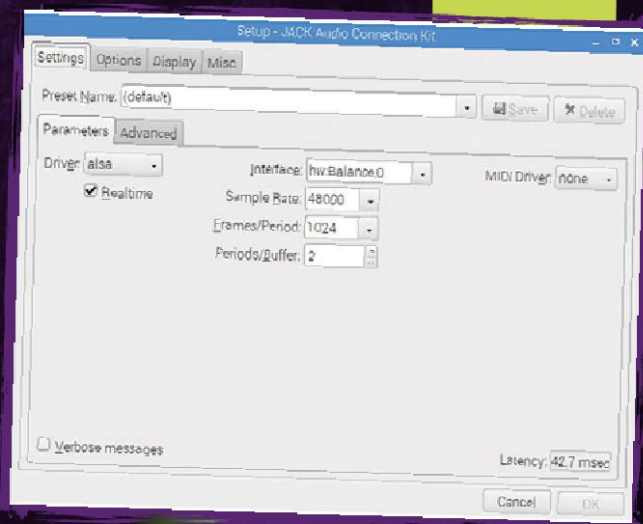 Setup - JACK Audio Connection Kit
Settings Options Display Misc
Preset Name: (default) Save Delete
Parameters Advanced
Driver: alsa Interface: hw:Balance,0 MIDI Driver: none
Realtime Sample Rate: 48000
Frames/Period: 1024
Periods/Buffer: 2
Verbose messages
Latency: 42.7 msec
Cancel OK